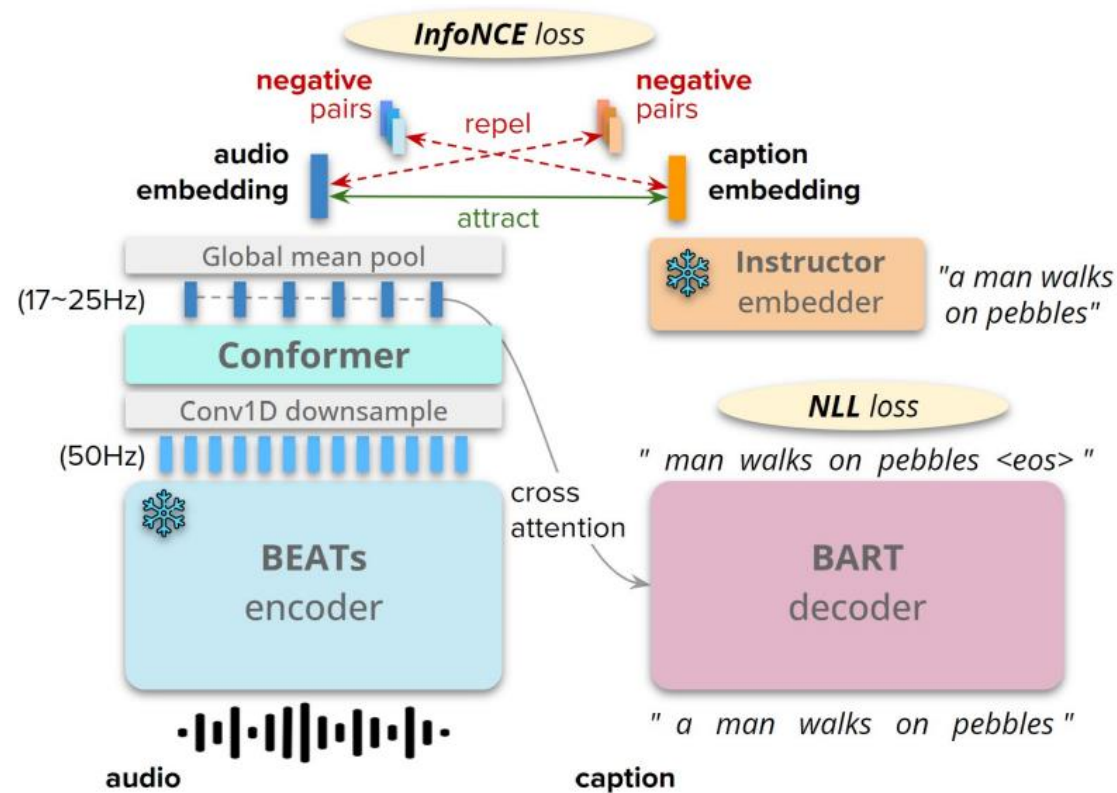 InfoNCE loss
negative
pairs
negative
pairs
repel
audio
embedding
caption
embedding
attract
Global mean pool
(17~25Hz)
Instructor
embedder
"a man walks
on pebbles"
Conformer
Conv1D downsample
(50Hz)
NLL loss
" man walks on pebbles <eos> "
cross
attention
BEATs
encoder
BART
decoder
" a man walks on pebbles "
audio
caption